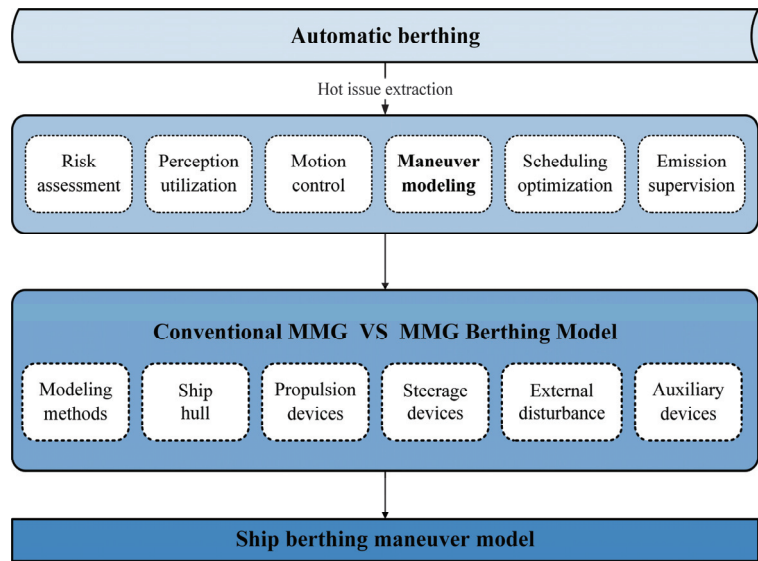 Automatic berthing
Hot issue extraction
Risk
assessment
Perception
utilization
Motion
control
Maneuver
modeling
Scheduling
optimization
Emission
supervision
Conventional MMG VS MMG Berthing Model
Modeling
methods
Ship
hull
Propulsion
devices
Steerage
devices
External
disturbance
Auxiliary
devices
Ship berthing maneuver model